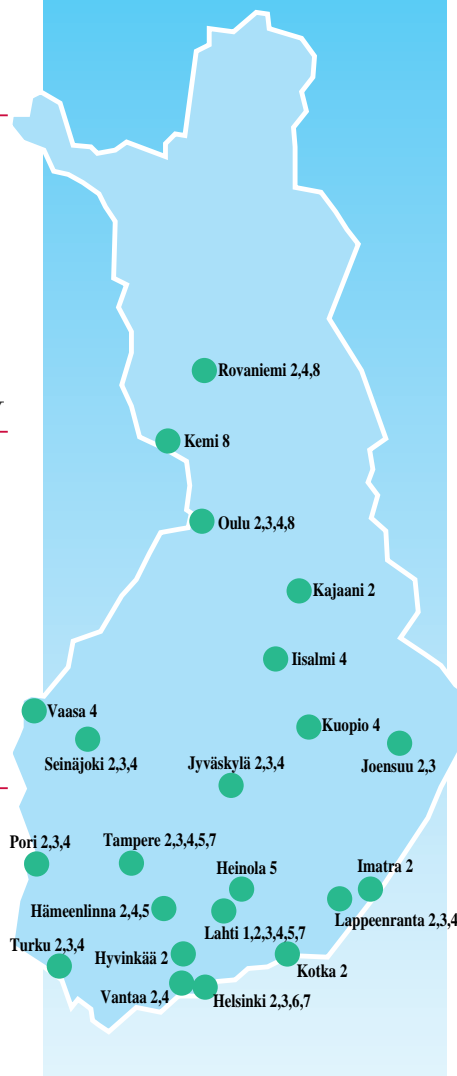 Rovaniemi 2,4,8
Kemi 8
Oulu 2,3,4,8
Kajaani 2
Iisalmi 4
Vaasa 4
Kuopio 4
Seinäjoki 2,3,4
Jyväskylä 2,3,4
Joensuu 2,3
Pori 2,3,4
Tampere 2,3,4,5,7
Heinola 5
Imatra 2
Hämeenlinna 2,4,5
Lahti 1,2,3,4,5,7
Lappeenranta 2,3,4
Turku 2,3,4
Hyvinkää 2
Kotka 2
Vantaa 2,4
Helsinki 2,3,6,7